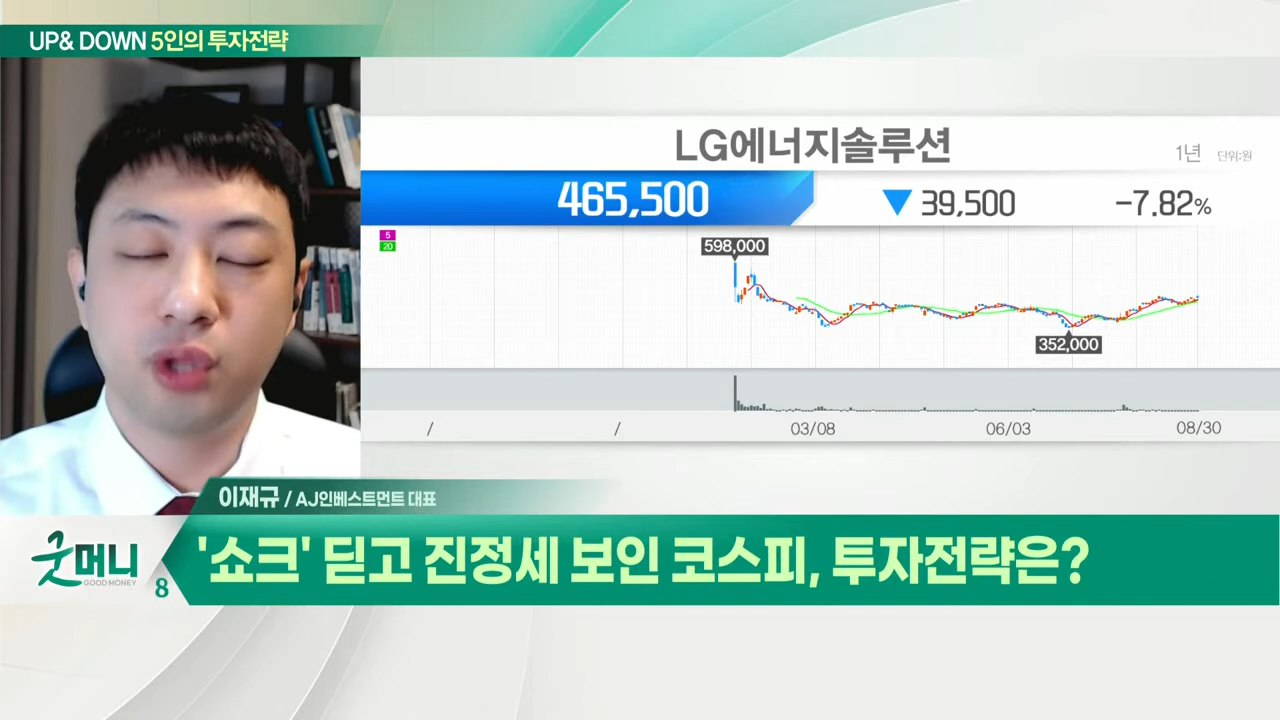 UP& DOWN 5인의 투자전략
LG에너지솔루션
1년 단위:원
465,500 ▼ 39,500 -7.82%
5
20
598,000
352,000
/ / 03/08 06/03 08/30
이재규 / AJ인베스트먼트 대표
굿머니
GOOD MONEY
8
'쇼크' 딛고 진정세 보인 코스피, 투자전략은?